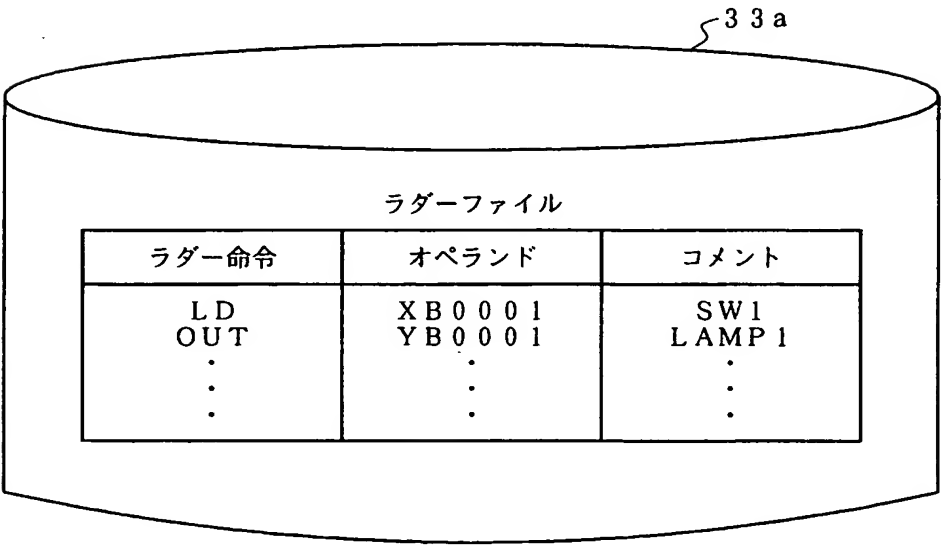 33a
ラダーファイル
ラダー命令 オペランド コメント
LD XB0001 SW1
OUT YB0001 LAMP1